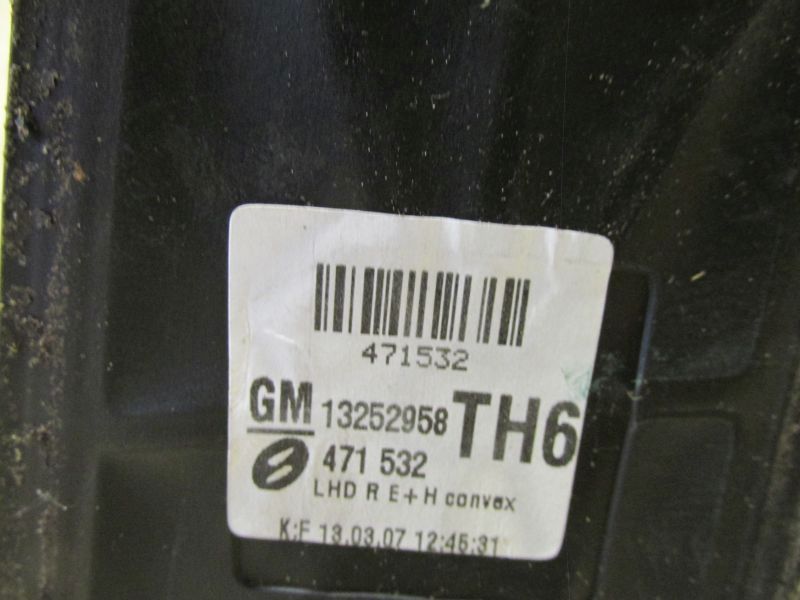 471532
GM 13252958 TH6
471 532
LHD R E+H convex
K:F 13.03.07 12:45:31